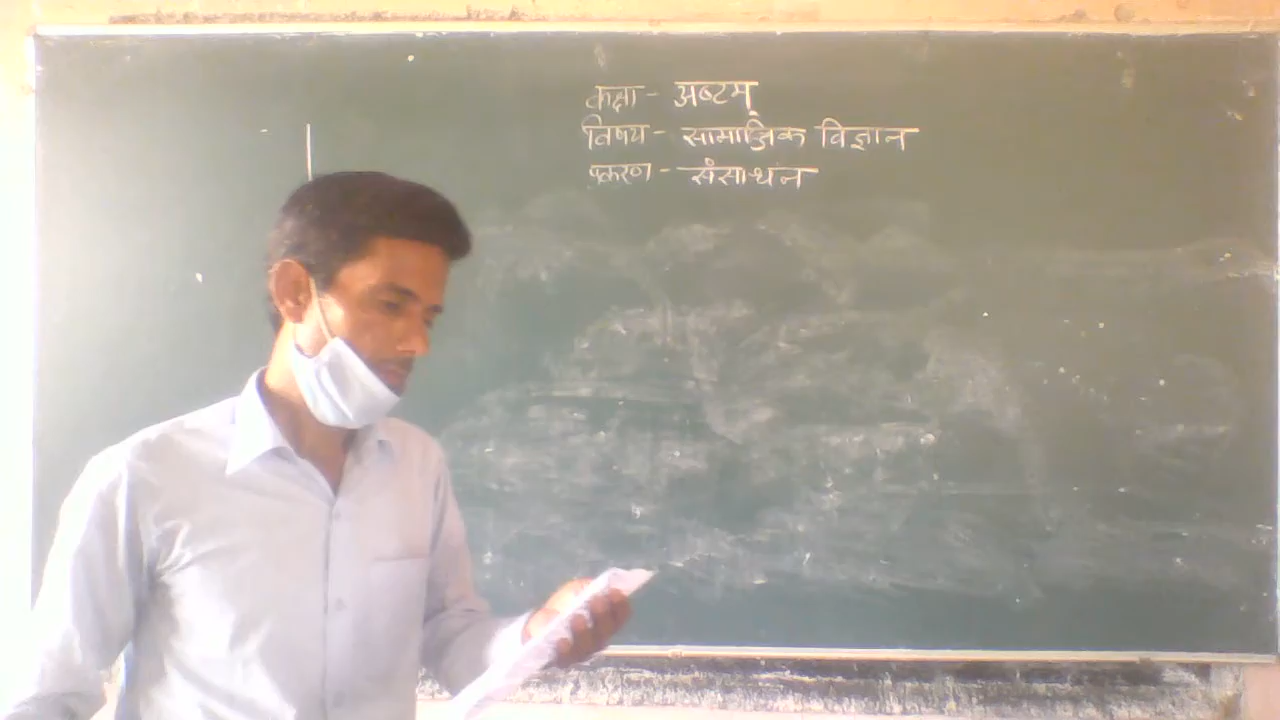 कक्षा - अष्टम्
विषय - सामाजिक विज्ञान
प्रकरण - संसाधन